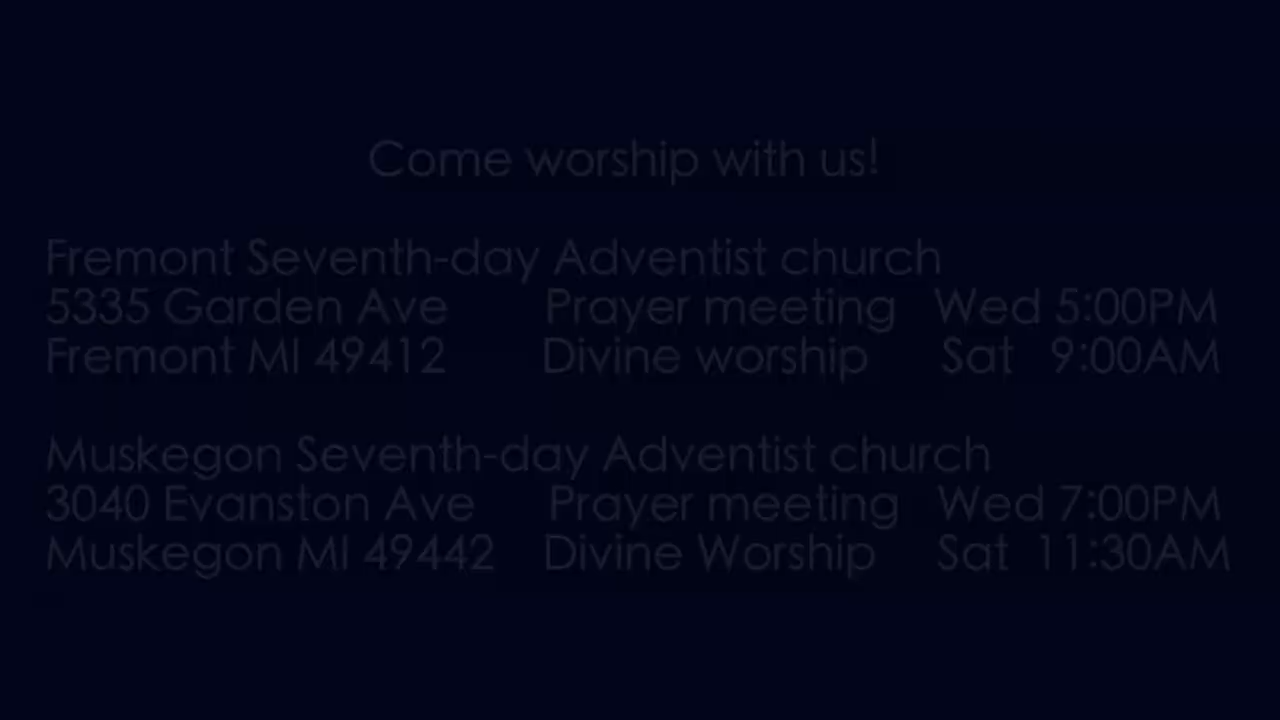 Come worship with us!
Fremont Seventh-day Adventist church
5335 Garden Ave Prayer meeting Wed 5:00PM
Fremont MI 49412 Divine worship Sat 9:00AM
Muskegon Seventh-day Adventist church
3040 Evanston Ave Prayer meeting Wed 7:00PM
Muskegon MI 49442 Divine Worship Sat 11:30AM